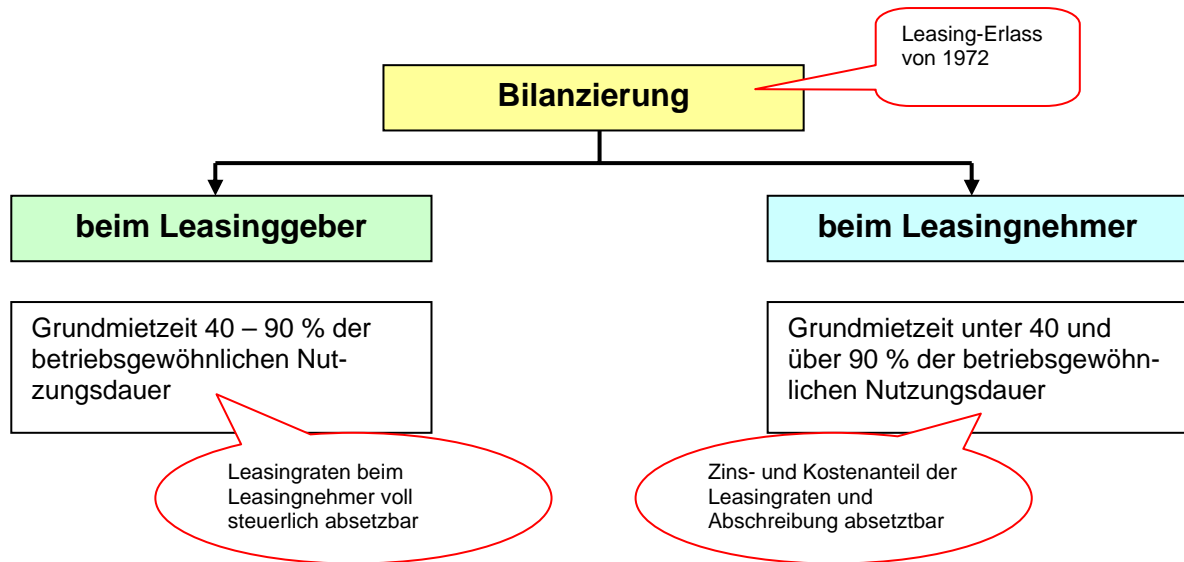 Leasing-Erlass
von 1972
Bilanzierung
beim Leasinggeber
beim Leasingnehmer
Grundmietzeit 40 – 90 % der
betriebsgewöhnlichen Nut-
zungsdauer
Grundmietzeit unter 40 und
über 90 % der betriebsgewöhn-
lichen Nutzungsdauer
Leasingraten beim
Leasingnehmer voll
steuerlich absetzbar
Zins- und Kostenanteil der
Leasingraten und
Abschreibung absetztbar